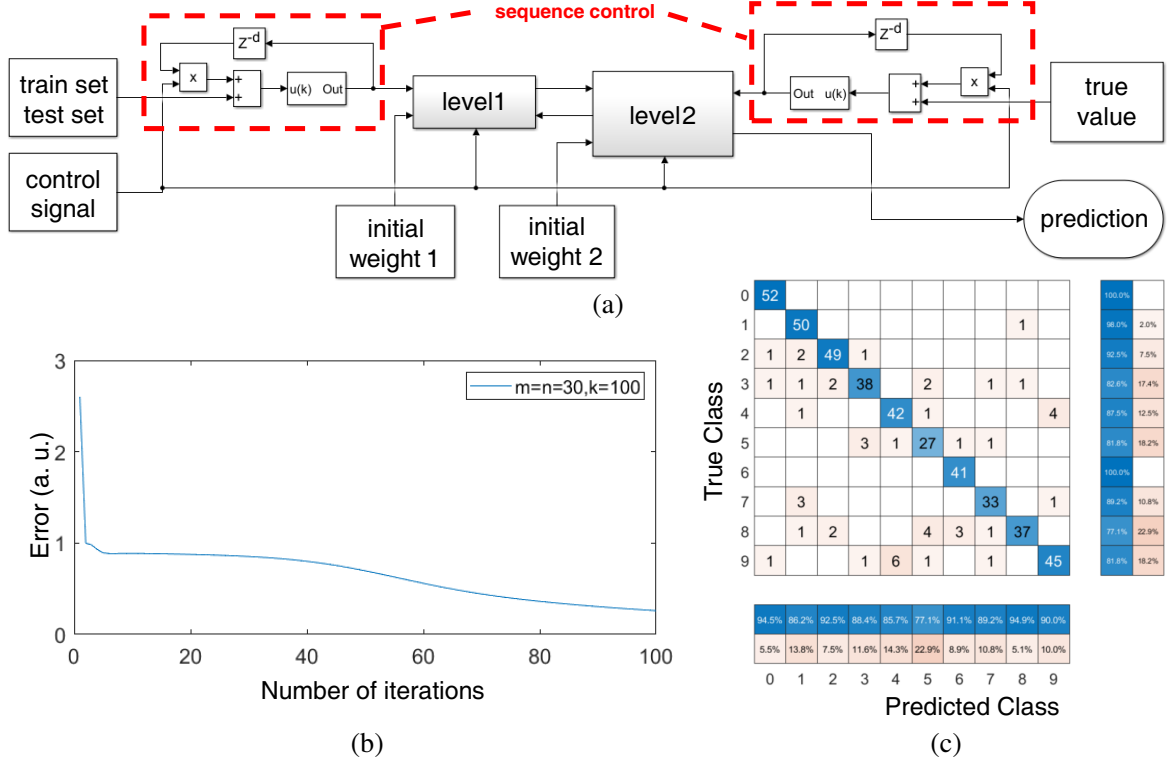 sequence control
Z-d
x
+
+
u(k) Out
train set
test set
level1
level2
Z-d
Out u(k)
+
+
x
true
value
control
signal
initial
weight 1
initial
weight 2
prediction
(a)
3
2
1
0
0 20 40 60 80 100
Error (a. u.)
Number of iterations
m=n=30,k=100
(b)
True Class
0 52 100.0%
1 50 1 98.0% 2.0%
2 1 2 49 1 92.5% 7.5%
3 1 1 2 38 2 1 1 82.6% 17.4%
4 1 42 1 4 87.5% 12.5%
5 3 1 27 1 1 81.8% 18.2%
6 41 100.0%
7 3 33 1 89.2% 10.8%
8 1 2 4 3 1 37 77.1% 22.9%
9 1 1 6 1 1 45 81.8% 18.2%
94.5% 86.2% 92.5% 88.4% 85.7% 77.1% 91.1% 89.2% 94.9% 90.0%
5.5% 13.8% 7.5% 11.6% 14.3% 22.9% 8.9% 10.8% 5.1% 10.0%
0 1 2 3 4 5 6 7 8 9
Predicted Class
(c)